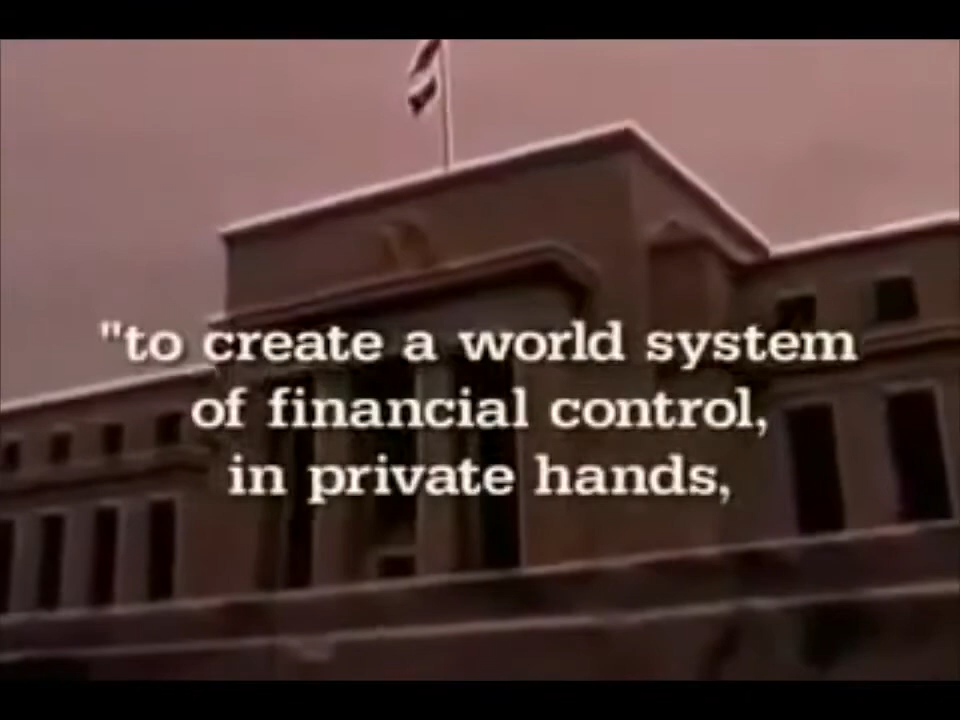 "to create a world system
of financial control,
in private hands,